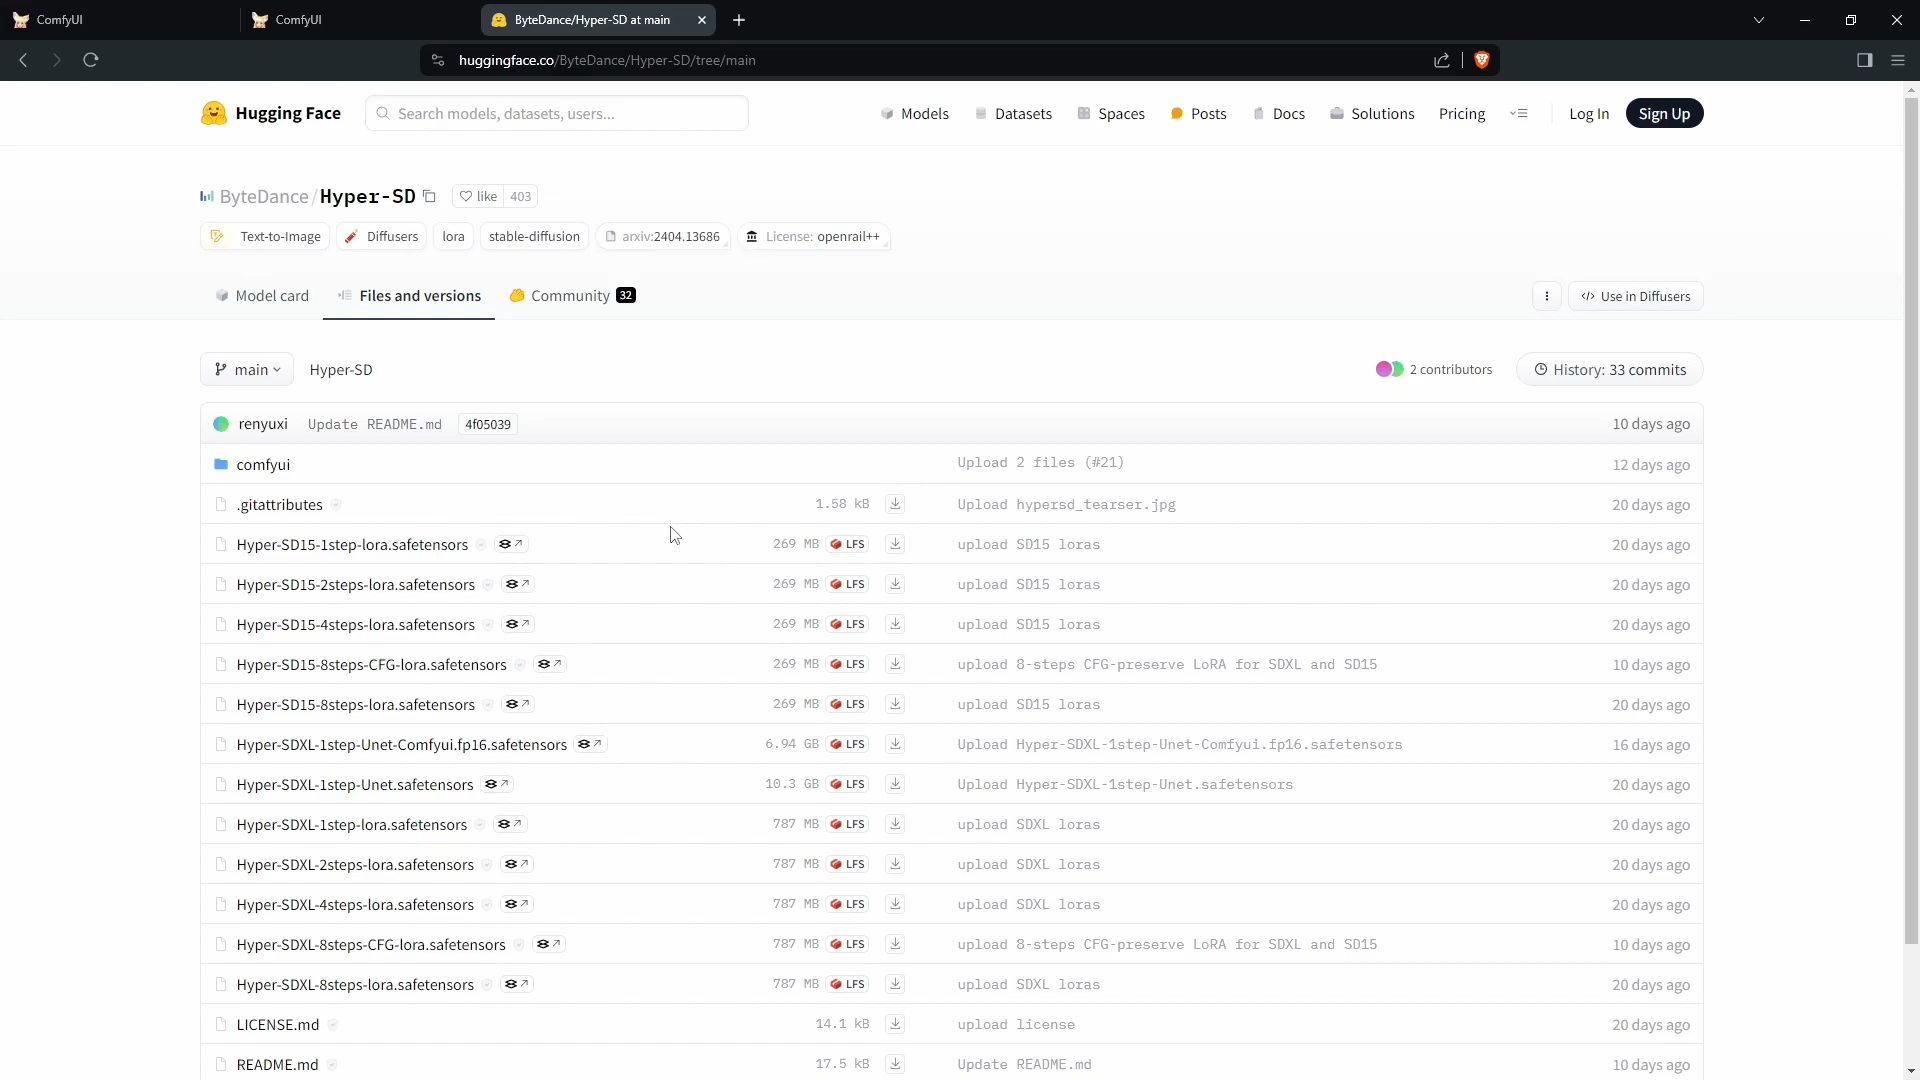 ComfyUI ComfyUI ByteDance/Hyper-SD at main
huggingface.co/ByteDance/Hyper-SD/tree/main
Hugging Face Search models, datasets, users... Models Datasets Spaces Posts Docs Solutions Pricing Log In Sign Up
ByteDance/Hyper-SD like 403
Text-to-Image Diffusers lora stable-diffusion arxiv:2404.13686 License: openrail++
Model card Files and versions Community 32 Use in Diffusers
main Hyper-SD 2 contributors History: 33 commits
renyuxi Update README.md 4f05039 10 days ago
comfyui Upload 2 files (#21) 12 days ago
.gitattributes 1.58 kB Upload hypersd_tearser.jpg 20 days ago
Hyper-SD15-1step-lora.safetensors 269 MB LFS upload SD15 loras 20 days ago
Hyper-SD15-2steps-lora.safetensors 269 MB LFS upload SD15 loras 20 days ago
Hyper-SD15-4steps-lora.safetensors 269 MB LFS upload SD15 loras 20 days ago
Hyper-SD15-8steps-CFG-lora.safetensors 269 MB LFS upload 8-steps CFG-preserve LoRA for SDXL and SD15 10 days ago
Hyper-SD15-8steps-lora.safetensors 269 MB LFS upload SD15 loras 20 days ago
Hyper-SDXL-1step-Unet-Comfyui.fp16.safetensors 6.94 GB LFS Upload Hyper-SDXL-1step-Unet-Comfyui.fp16.safetensors 16 days ago
Hyper-SDXL-1step-Unet.safetensors 10.3 GB LFS Upload Hyper-SDXL-1step-Unet.safetensors 20 days ago
Hyper-SDXL-1step-lora.safetensors 787 MB LFS upload SDXL loras 20 days ago
Hyper-SDXL-2steps-lora.safetensors 787 MB LFS upload SDXL loras 20 days ago
Hyper-SDXL-4steps-lora.safetensors 787 MB LFS upload SDXL loras 20 days ago
Hyper-SDXL-8steps-CFG-lora.safetensors 787 MB LFS upload 8-steps CFG-preserve LoRA for SDXL and SD15 10 days ago
Hyper-SDXL-8steps-lora.safetensors 787 MB LFS upload SDXL loras 20 days ago
LICENSE.md 14.1 kB upload license 20 days ago
README.md 17.5 kB Update README.md 10 days ago